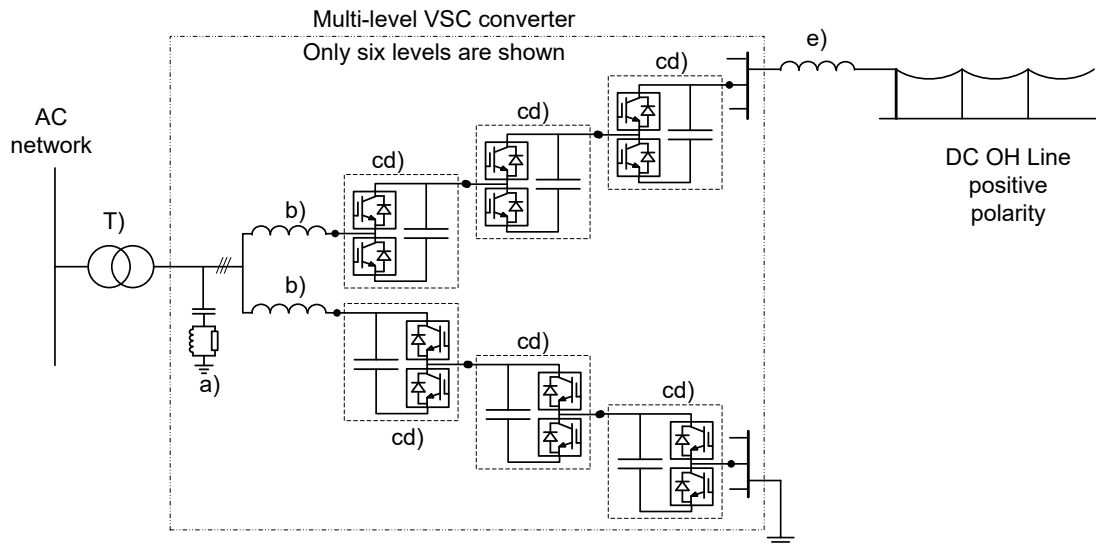 Multi-level VSC converter
Only six levels are shown
e)
cd)
AC
network
cd)
DC OH Line
positive
polarity
cd)
T)
b)
b)
a)
cd)
cd)
cd)